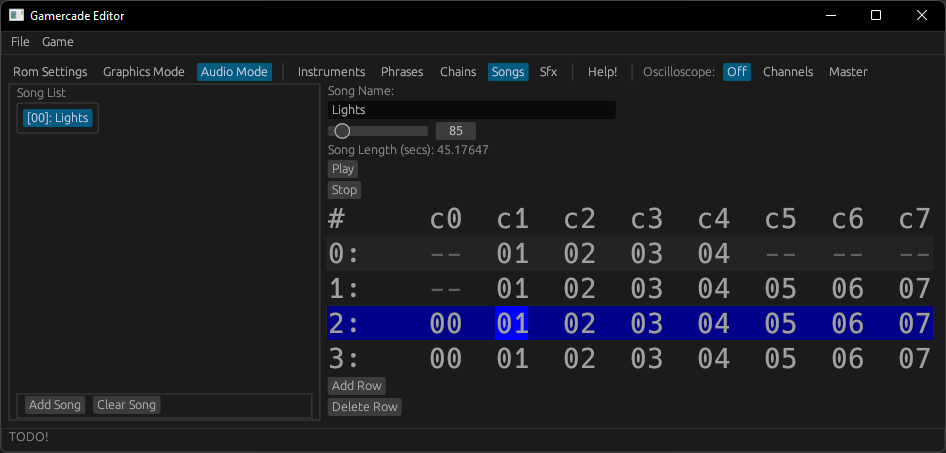 Gamercade Editor
File Game
Rom Settings Graphics Mode Audio Mode Instruments Phrases Chains Songs Sfx Help! Oscilloscope: Off Channels Master
Song List
[00]: Lights
Add Song Clear Song
Song Name:
Lights
85
Song Length (secs): 45.17647
Play
Stop
# c0 c1 c2 c3 c4 c5 c6 c7
0: -- 01 02 03 04 -- -- --
1: -- 01 02 03 04 05 06 07
2: 00 01 02 03 04 05 06 07
3: 00 01 02 03 04 05 06 07
Add Row
Delete Row
TODO!